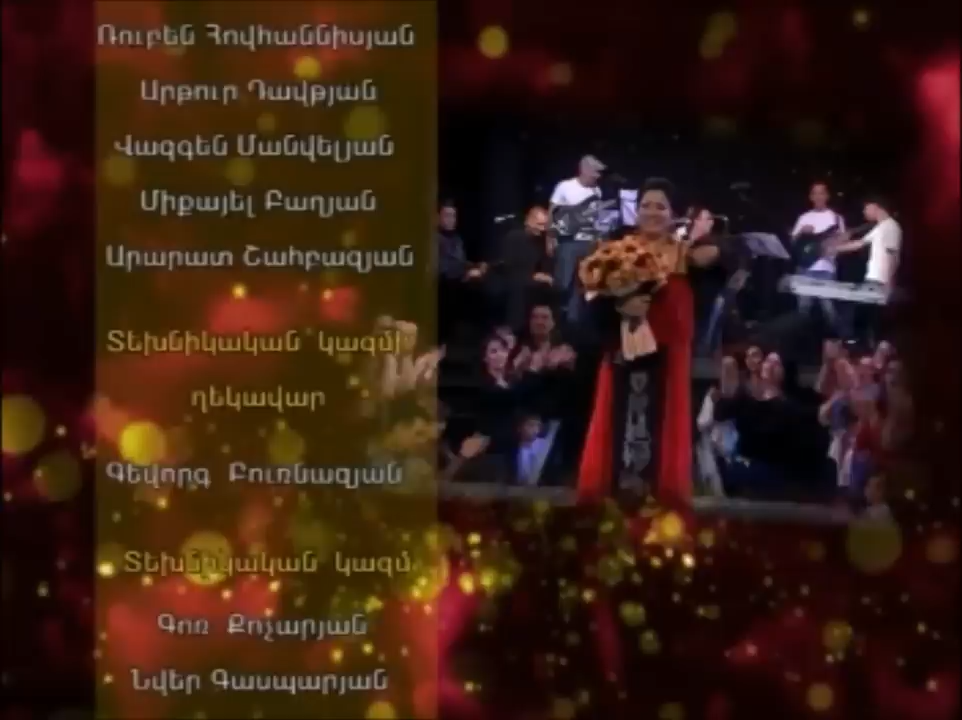 Ռուբեն Հովհաննիսյան
Արթուր Դավթյան
Վազգեն Մանվելյան
Միքայել Բաղյան
Արարատ Շահբազյան
Տեխնիկական կազմի
ղեկավար
Գեվորգ Բուռնազյան
Տեխնիկական կազմ
Գոռ Քոչարյան
Նվեր Գասպարյան